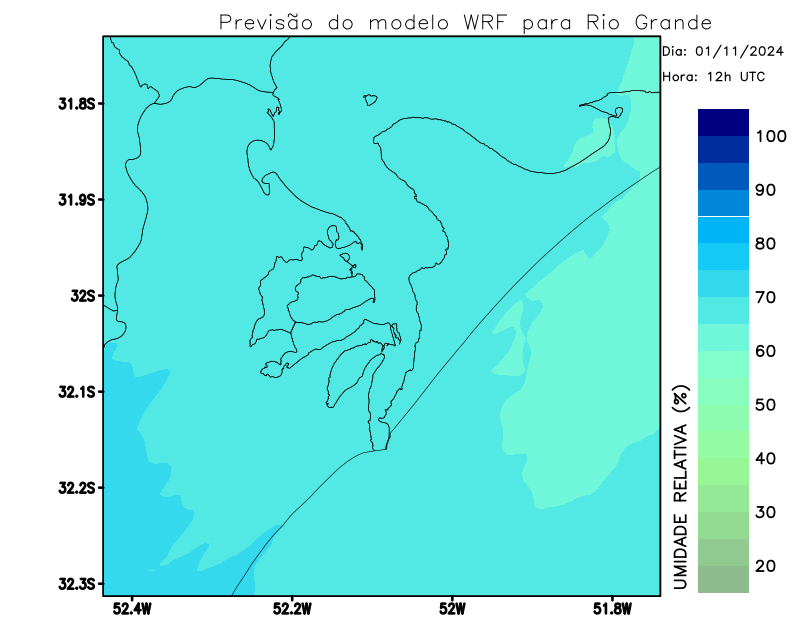 Previsão do modelo WRF para Rio Grande
Dia: 01/11/2024
Hora: 12h UTC
31.8S
31.9S
32S
32.1S
32.2S
32.3S
52.4W
52.2W
52W
51.8W
100
90
80
70
60
50
40
30
20
UMIDADE RELATIVA (%)